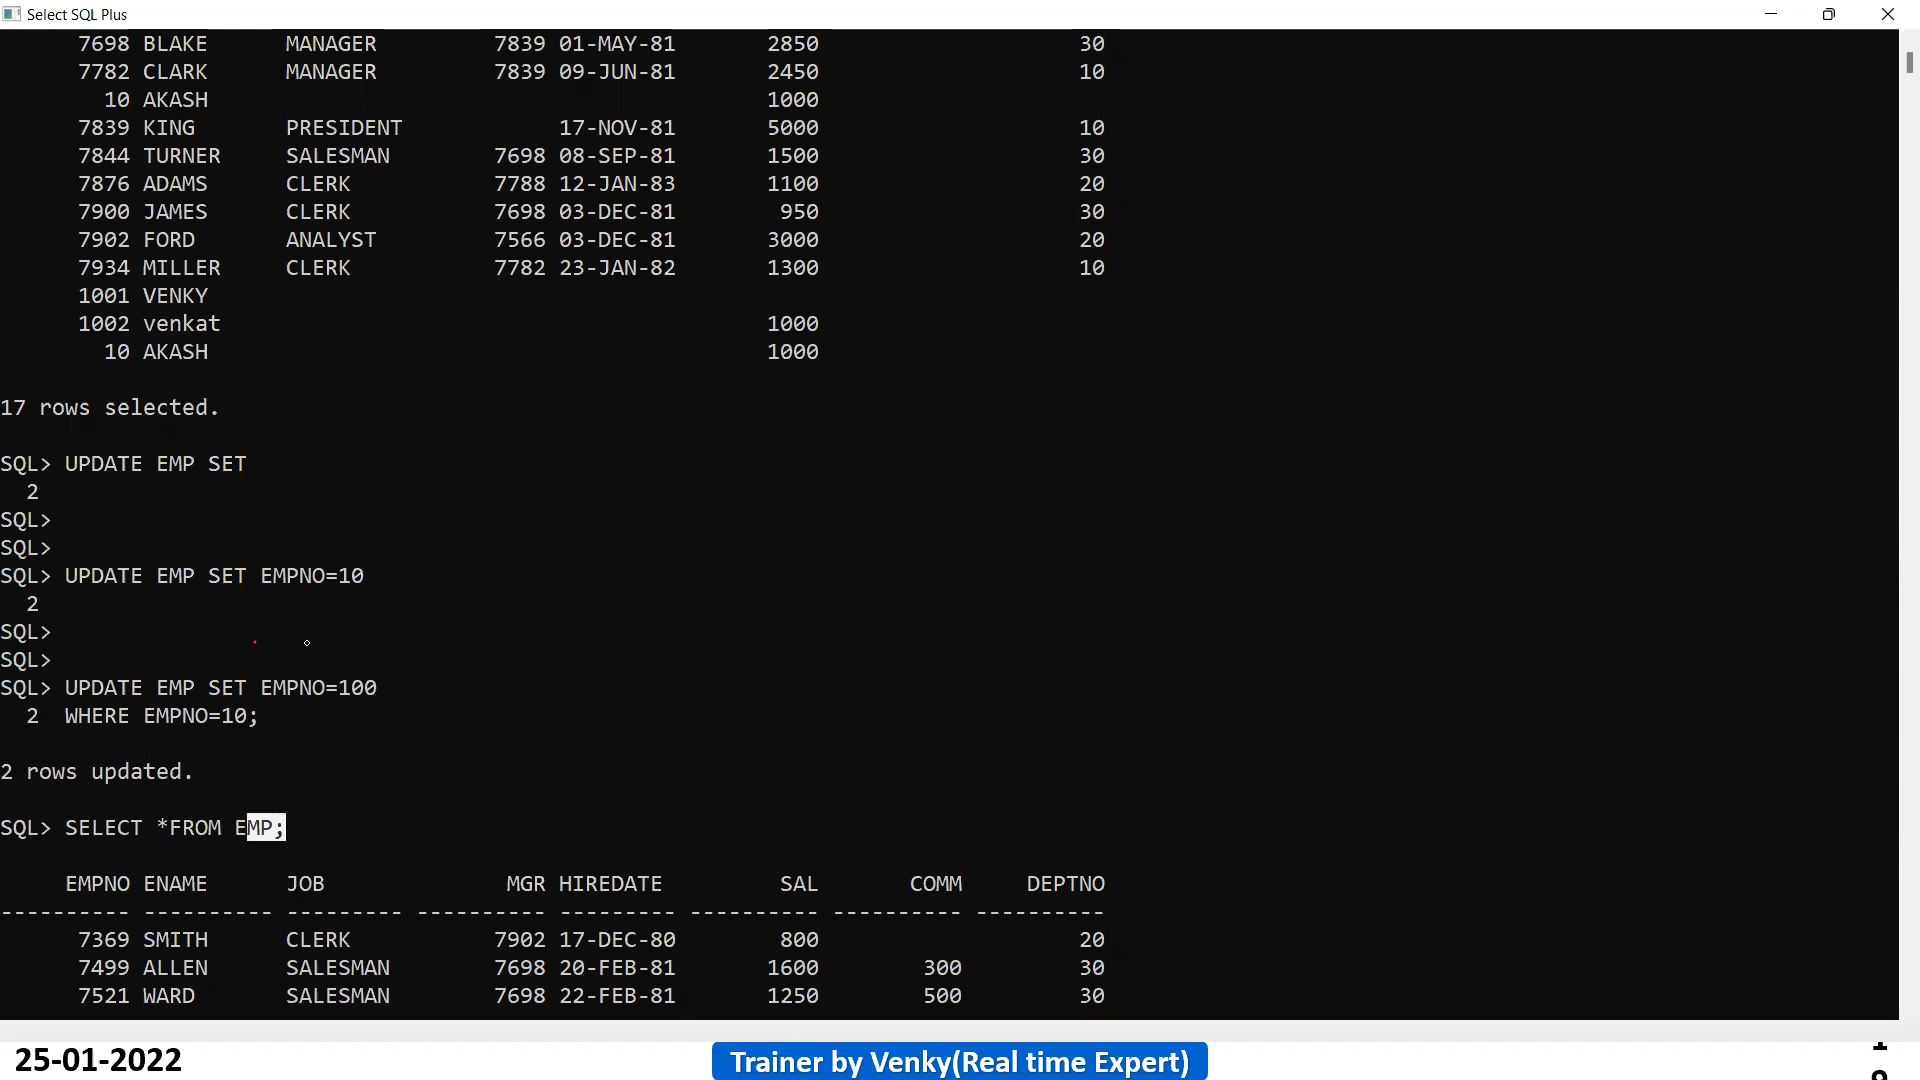 Select SQL Plus
7698 BLAKE MANAGER 7839 01-MAY-81 2850 30
7782 CLARK MANAGER 7839 09-JUN-81 2450 10
10 AKASH 1000
7839 KING PRESIDENT 17-NOV-81 5000 10
7844 TURNER SALESMAN 7698 08-SEP-81 1500 30
7876 ADAMS CLERK 7788 12-JAN-83 1100 20
7900 JAMES CLERK 7698 03-DEC-81 950 30
7902 FORD ANALYST 7566 03-DEC-81 3000 20
7934 MILLER CLERK 7782 23-JAN-82 1300 10
1001 VENKY
1002 venkat 1000
10 AKASH 1000
17 rows selected.
SQL> UPDATE EMP SET
2
SQL>
SQL>
SQL> UPDATE EMP SET EMPNO=10
2
SQL>
SQL>
SQL> UPDATE EMP SET EMPNO=100
2 WHERE EMPNO=10;
2 rows updated.
SQL> SELECT *FROM EMP;
EMPNO ENAME JOB MGR HIREDATE SAL COMM DEPTNO
---------- ---------- --------- ---------- --------- ---------- ---------- ----------
7369 SMITH CLERK 7902 17-DEC-80 800 20
7499 ALLEN SALESMAN 7698 20-FEB-81 1600 300 30
7521 WARD SALESMAN 7698 22-FEB-81 1250 500 30
25-01-2022
Trainer by Venky(Real time Expert)